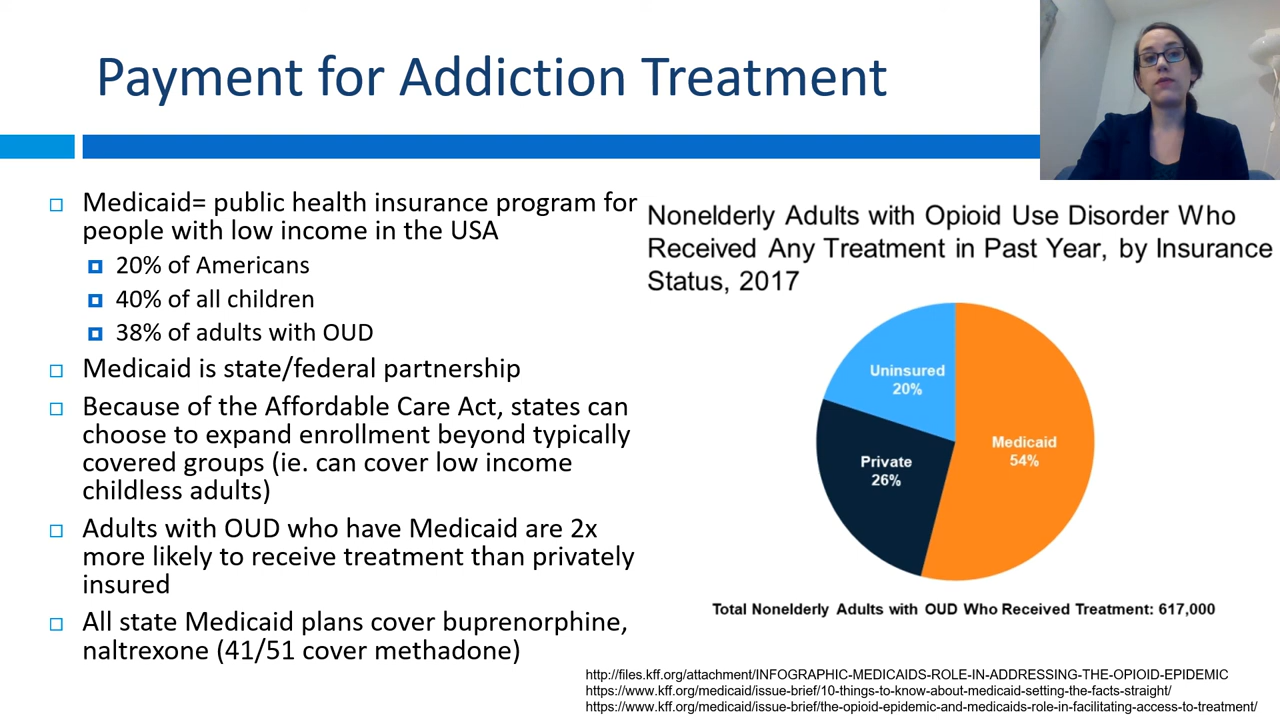 Payment for Addiction Treatment
Medicaid= public health insurance program for
people with low income in the USA
20% of Americans
40% of all children
38% of adults with OUD
Medicaid is state/federal partnership
Because of the Affordable Care Act, states can
choose to expand enrollment beyond typically
covered groups (ie. can cover low income
childless adults)
Adults with OUD who have Medicaid are 2x
more likely to receive treatment than privately
insured
All state Medicaid plans cover buprenorphine,
naltrexone (41/51 cover methadone)
Nonelderly Adults with Opioid Use Disorder Who
Received Any Treatment in Past Year, by Insurance
Status, 2017
Uninsured
20%
Medicaid
54%
Private
26%
Total Nonelderly Adults with OUD Who Received Treatment: 617,000
http://files.kff.org/attachment/INFOGRAPHIC-MEDICAIDS-ROLE-IN-ADDRESSING-THE-OPIOID-EPIDEMIC
https://www.kff.org/medicaid/issue-brief/10-things-to-know-about-medicaid-setting-the-facts-straight/
https://www.kff.org/medicaid/issue-brief/the-opioid-epidemic-and-medicaids-role-in-facilitating-access-to-treatment/